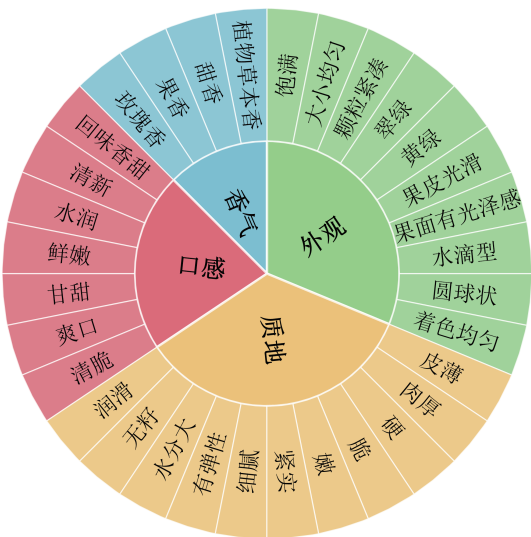 外观
饱满
大小均匀
颗粒紧凑
翠绿
黄绿
果皮光滑
果面有光泽感
水滴型
圆球状
着色均匀
质地
皮薄
肉厚
硬
脆
嫩
紧实
细腻
有弹性
水分大
无籽
润滑
口感
清脆
爽口
甘甜
鲜嫩
水润
清新
回味香甜
香气
玫瑰香
果香
甜香
植物草本香